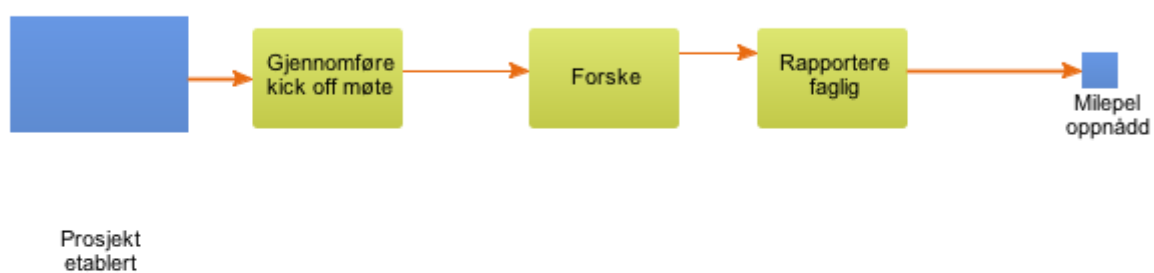 Gjennomføre
kick off møte
Forske
Rapportere
faglig
Milepel
oppnådd
Prosjekt
etablert